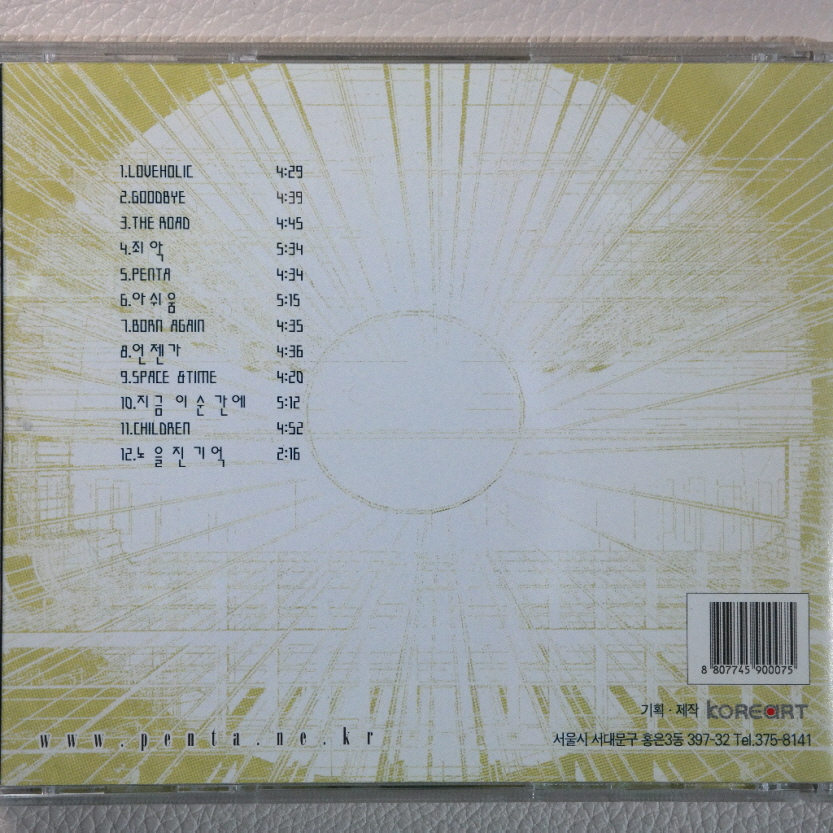 1.LOVEHOLIC 4:29
2.GOODBYE 4:39
3.THE ROAD 4:45
4.죄 악 5:34
5.PENTA 4:34
6.아 쉬 움 5:15
7.BORN AGAIN 4:35
8.언 젠 가 4:36
9.SPACE &TIME 4:20
10.지 금 이 순 간 에 5:12
11.CHILDREN 4:52
12.노 을 진 기 억 2:16
8 807745 900075
기획 · 제작 KOREART
www.penta.ne.kr
서울시 서대문구 홍은3동 397-32 Tel.375-8141